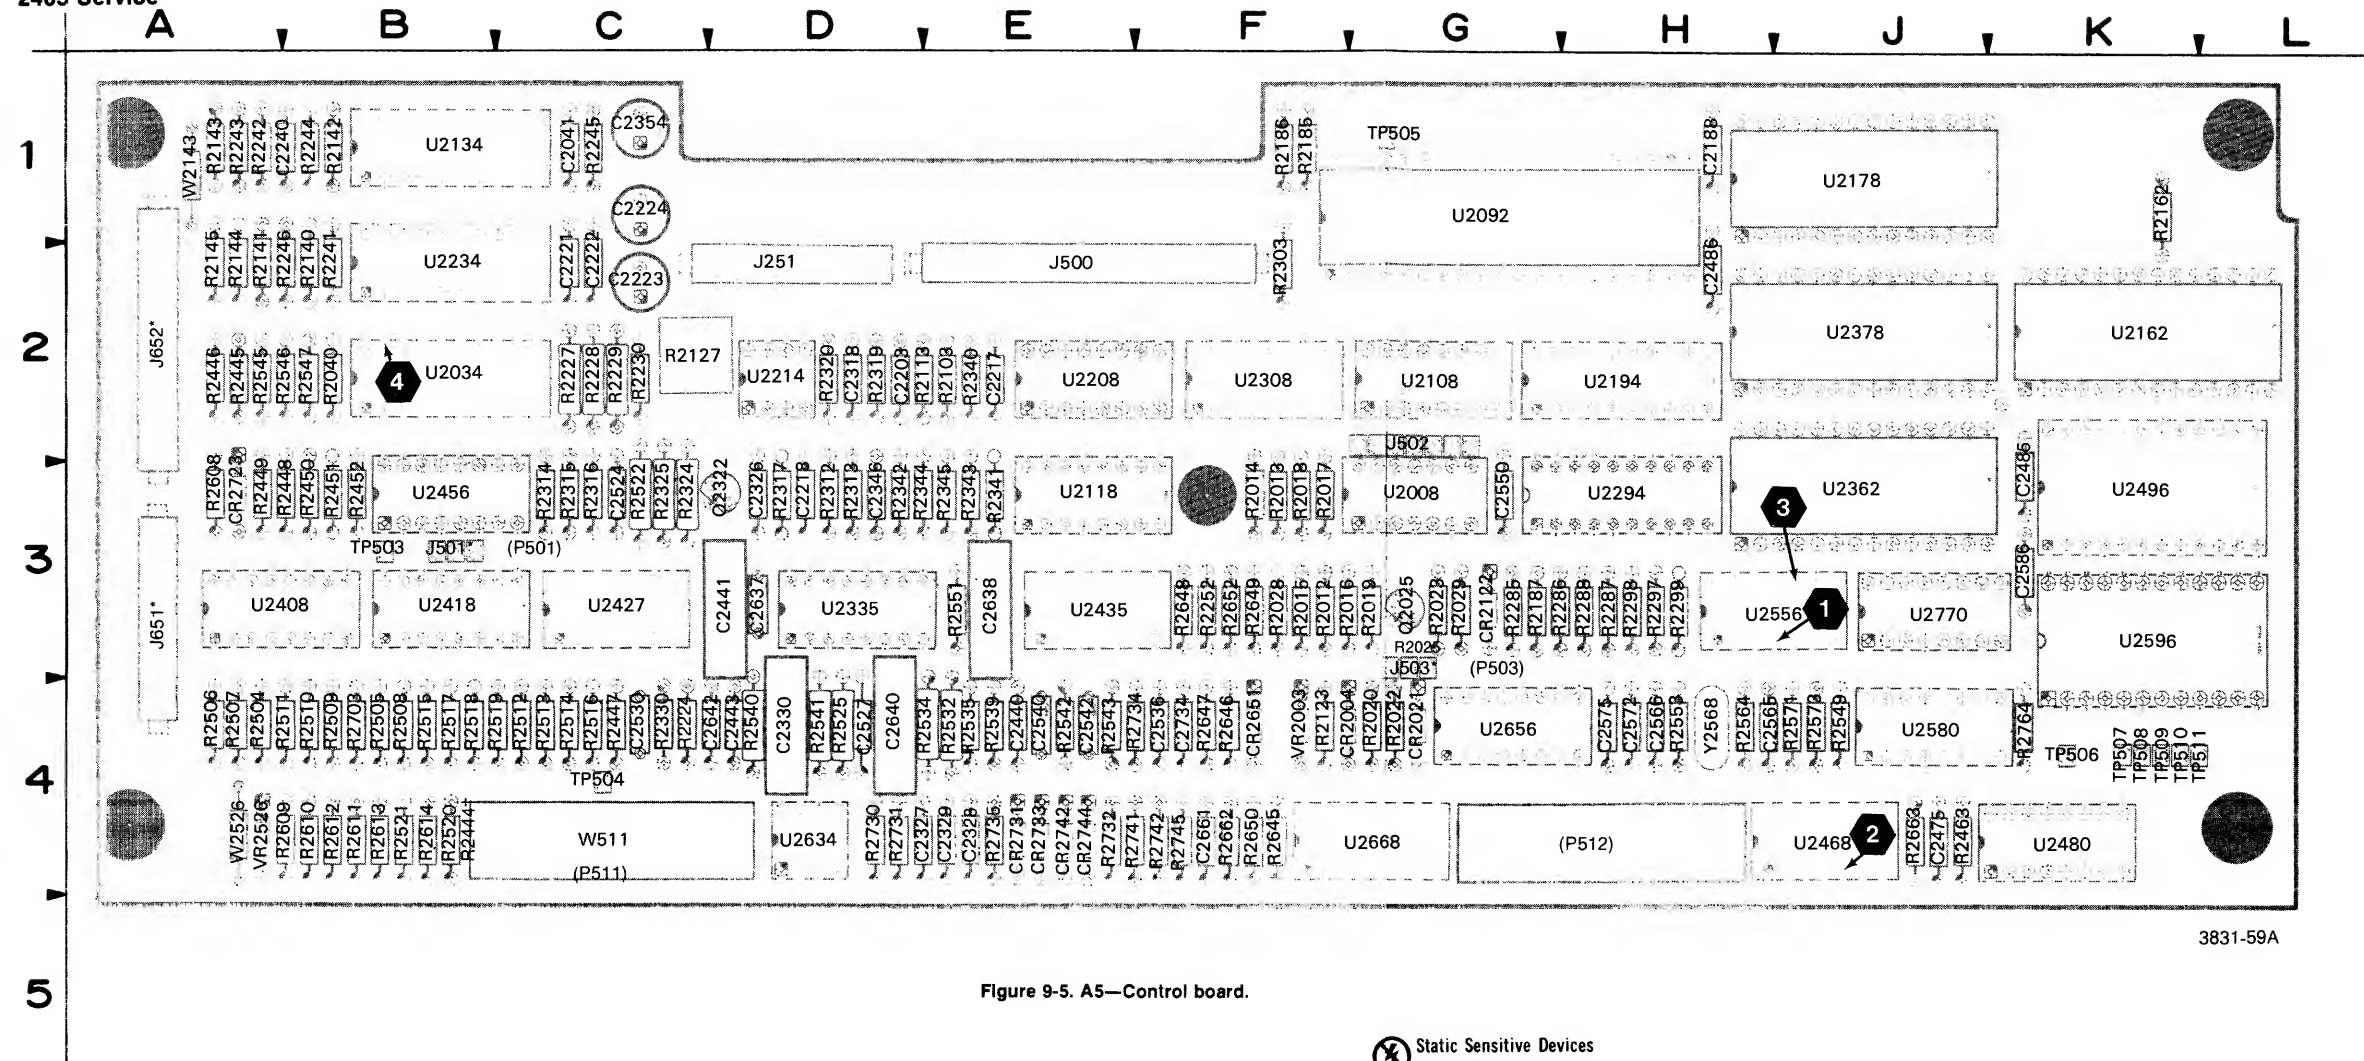 A B C D E F G H J K L
1
R2143 R2243 R2242 C2240 R2244 R2142 U2134 C2041 R2245 C2354 R2186 R2185 TP505 C2188 U2178
W2143 C2224 U2092 R2162
R2145 R2144 R2141 R2246 R2140 R2241 U2234 C2221 C2222 C2223 J251 J500 R2303 C2486
2
J652* R2446 R2445 R2545 R2546 R2547 R2040 4 U2034 R2227 R2228 R2229 R2230 R2127 U2214 R2320 C2318 R2319 C2203 R2113 R2103 R2340 C2217 U2208 U2308 U2108 U2194 U2378 U2162
J502
R2608 CR2723 R2449 R2448 R2450 R2451 R2452 U2456 R2314 R2315 R2316 C2524 R2522 R2325 R2324 Q2322 C2326 R2317 C2218 R2312 R2313 C2346 R2342 R2344 R2345 R2343 R2341 U2118 R2014 R2013 R2018 R2017 U2008 C2550 U2294 U2362 C2485 U2496
3
TP503 J501* (P501)
3
J651* U2408 U2418 U2427 C2441 C2637 U2335 R2551 C2638 U2435 R2648 R2252 R2652 R2649 R2028 R2015 R2012 R2016 R2019 Q2025 R2023 R2029 CR2122 R2285 R2187 R2286 R2288 R2287 R2298 R2297 R2299 U2556 1 U2770 C2586 U2596
J503* (P503)
R2506 R2507 R2504 R2511 R2510 R2509 R2703 R2505 R2508 R2515 R2517 R2518 R2519 R2512 R2513 R2514 R2516 R2447 C2530 R2330 R2224 C2642 C2443 R2540 C2330 R2541 R2525 C2527 C2640 R2534 R2532 R2535 R2539 C2440 C2540 R2542 C2542 R2543 R2734 C2536 C2734 R2647 R2646 CR2651 VR2003 R2123 CR2004 R2020 R2022 CR2021 U2656 C2575 C2572 C2566 R2553 Y2568 R2564 C2565 R2571 R2573 R2549 U2580 R2764 TP506 TP507 TP508 TP509 TP510 TP511
4
TP504
W2526 VR2526 R2609 R2610 R2612 R2611 R2613 R2521 R2614 R2520 R2444 W511 U2634 R2730 R2731 C2327 C2329 C2328 R2735 CR2731 CR2733 CR2742 CR2744 R2732 R2741 R2742 R2745 C2661 R2662 R2650 R2645 U2668 (P512) U2468 2 R2663 C2475 R2463 U2480
(P511)
3831-59A
5
Figure 9-5. A5—Control board.
Static Sensitive Devices